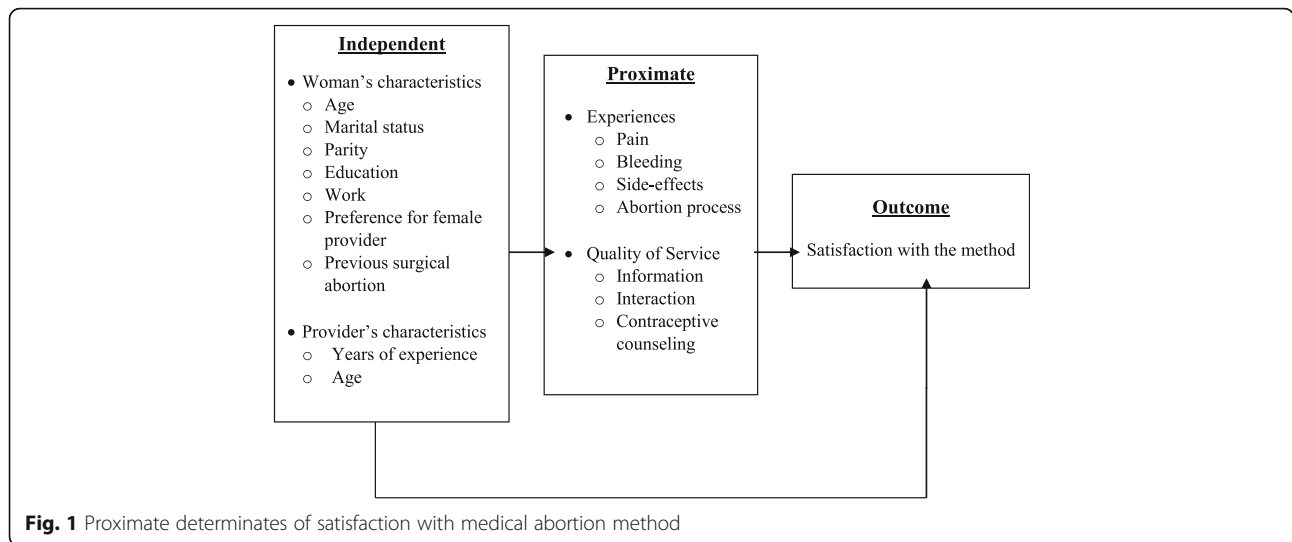 Independent
• Woman's characteristics
o Age
o Marital status
o Parity
o Education
o Work
o Preference for female
provider
o Previous surgical
abortion
• Provider's characteristics
o Years of experience
o Age
Proximate
• Experiences
o Pain
o Bleeding
o Side-effects
o Abortion process
• Quality of Service
o Information
o Interaction
o Contraceptive
counseling
Outcome
Satisfaction with the method
Fig. 1 Proximate determinates of satisfaction with medical abortion method